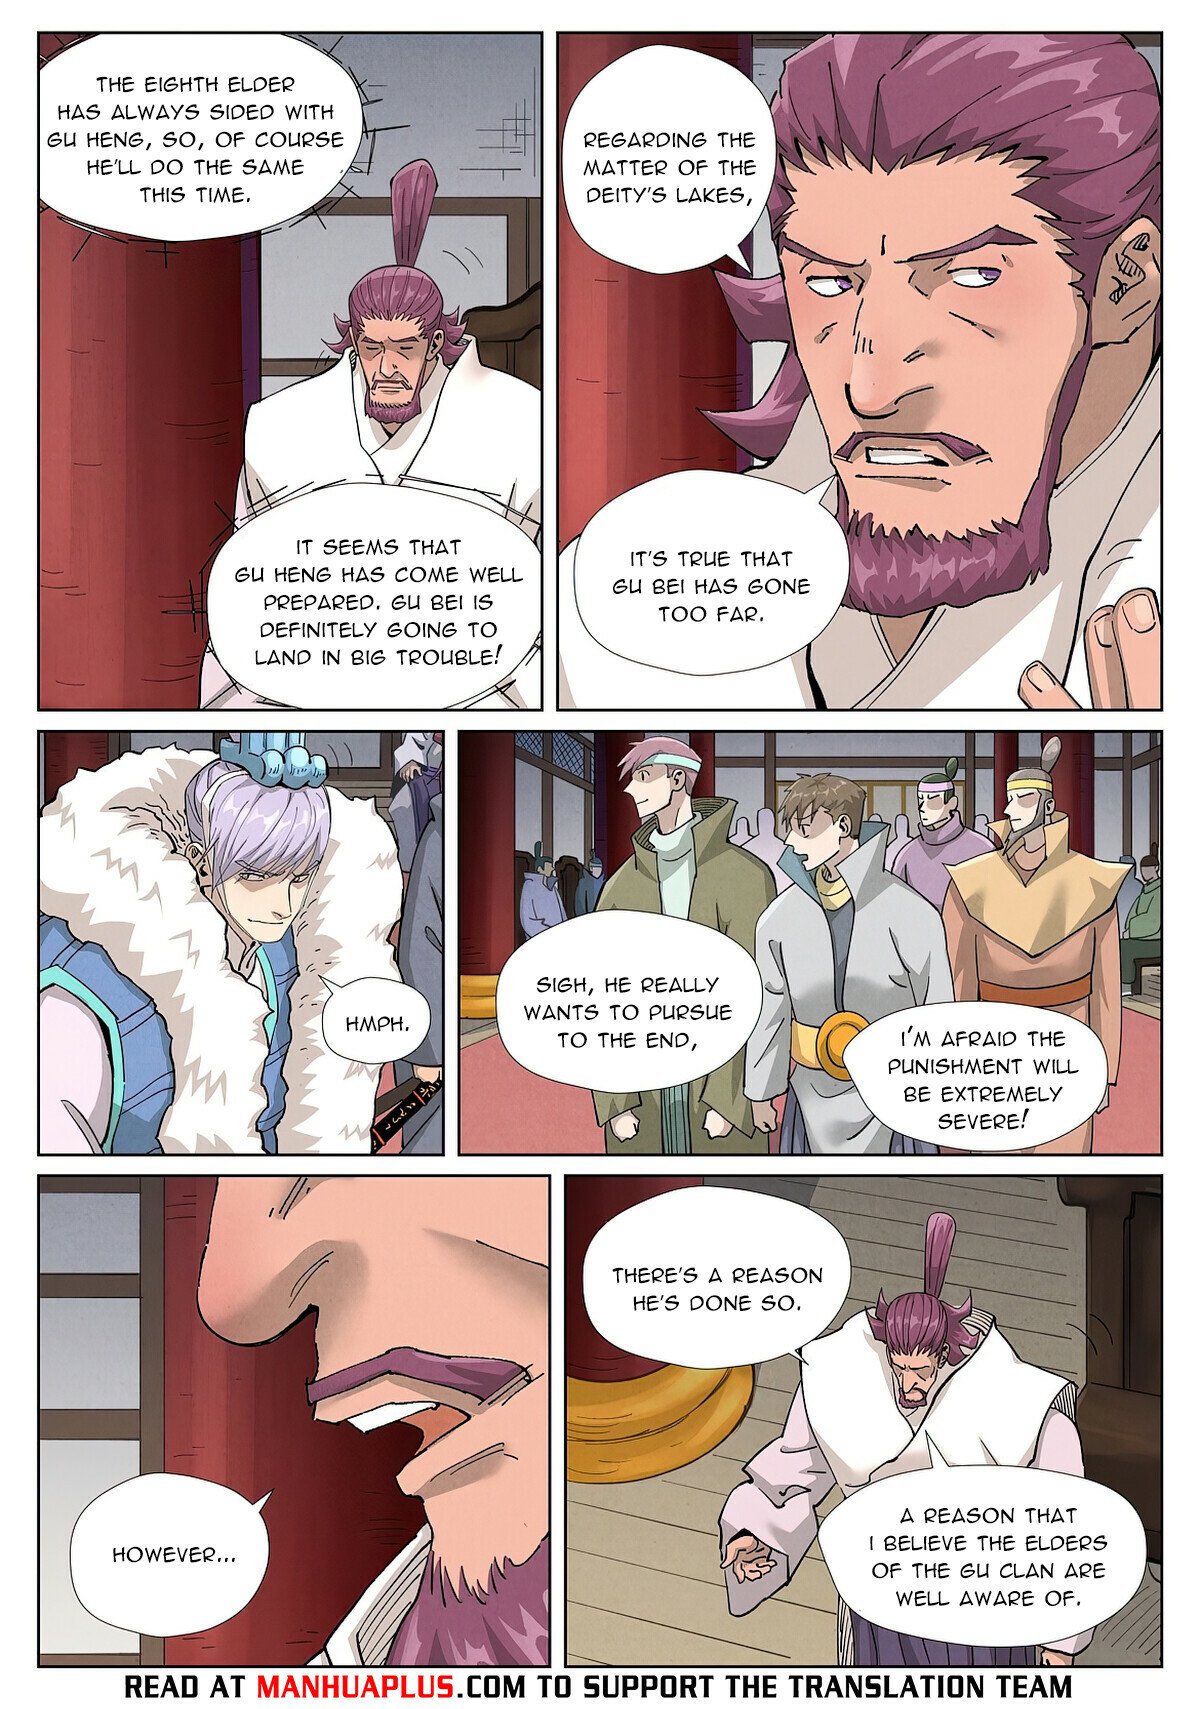 THE EIGHTH ELDER
HAS ALWAYS SIDED WITH
GU HENG, SO, OF COURSE
HE'LL DO THE SAME
THIS TIME.
IT SEEMS THAT
GU HENG HAS COME WELL
PREPARED. GU BEI IS
DEFINITELY GOING TO
LAND IN BIG TROUBLE!
REGARDING THE
MATTER OF THE
DEITY'S LAKES,
IT'S TRUE THAT
GU BEI HAS GONE
TOO FAR.
HMPH.
SIGH, HE REALLY
WANTS TO PURSUE
TO THE END,
I'M AFRAID THE
PUNISHMENT WILL
BE EXTREMELY
SEVERE!
HOWEVER...
THERE'S A REASON
HE'S DONE SO.
A REASON THAT
I BELIEVE THE ELDERS
OF THE GU CLAN ARE
WELL AWARE OF.
READ AT MANHUAPLUS.COM TO SUPPORT THE TRANSLATION TEAM